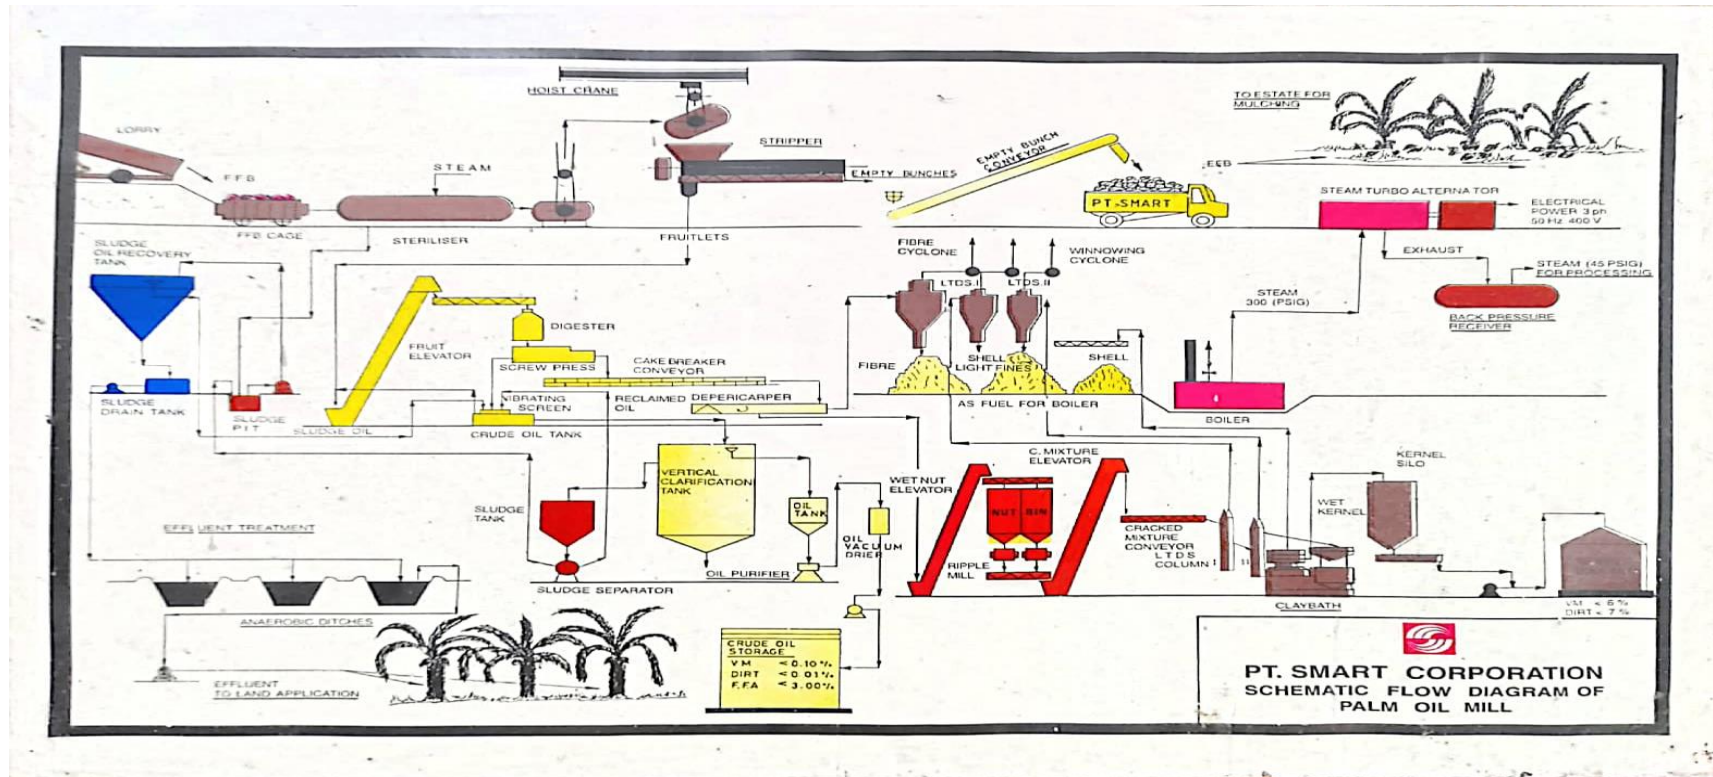 HOIST CRANE
TO ESTATE FOR
MULCHING
LORRY
STRIPPER
EMPTY BUNCH
CONVEYOR
FFB
STEAM
EMPTY BUNCHES
EFB
PT. SMART
STEAM TURBO ALTERNATOR
ELECTRICAL
POWER 3 ph
50 Hz 400 V
FFB CAGE
STERILISER
FRUITLETS
SLUDGE
OIL RECOVERY
TANK
FIBRE
CYCLONE
WINNOWING
CYCLONE
EXHAUST
LTDS. I
LTDS. II
STEAM (45 PSIG)
FOR PROCESSING
STEAM
300 (PSIG)
BACK PRESSURE
RECEIVER
DIGESTER
FRUIT
ELEVATOR
SCREW PRESS
CAKE BREAKER
CONVEYOR
FIBRE
SHELL
LIGHT FINES
SHELL
SLUDGE
DRAIN TANK
SLUDGE
PIT
VIBRATING
SCREEN
RECLAIMED
OIL
DEPERICARPER
AS FUEL FOR BOILER
BOILER
SLUDGE OIL
CRUDE OIL TANK
C. MIXTURE
ELEVATOR
KERNEL
SILO
VERTICAL
CLARIFICATION
TANK
WET NUT
ELEVATOR
SLUDGE
TANK
OIL
TANK
NUT BIN
WET
KERNEL
EFFLUENT TREATMENT
OIL
VACUUM
DRIER
CRACKED
MIXTURE
CONVEYOR
LTDS
COLUMN I
II
RIPPLE
MILL
OIL PURIFIER
SLUDGE SEPARATOR
CLAYBATH
VM < 6 %
DIRT < 7 %
ANAEROBIC DITCHES
CRUDE OIL
STORAGE
VM ≤ 0.10 %
DIRT ≤ 0.01 %
F.F.A ≤ 3.00 %
EFFLUENT
TO LAND APPLICATION
PT. SMART CORPORATION
SCHEMATIC FLOW DIAGRAM OF
PALM OIL MILL